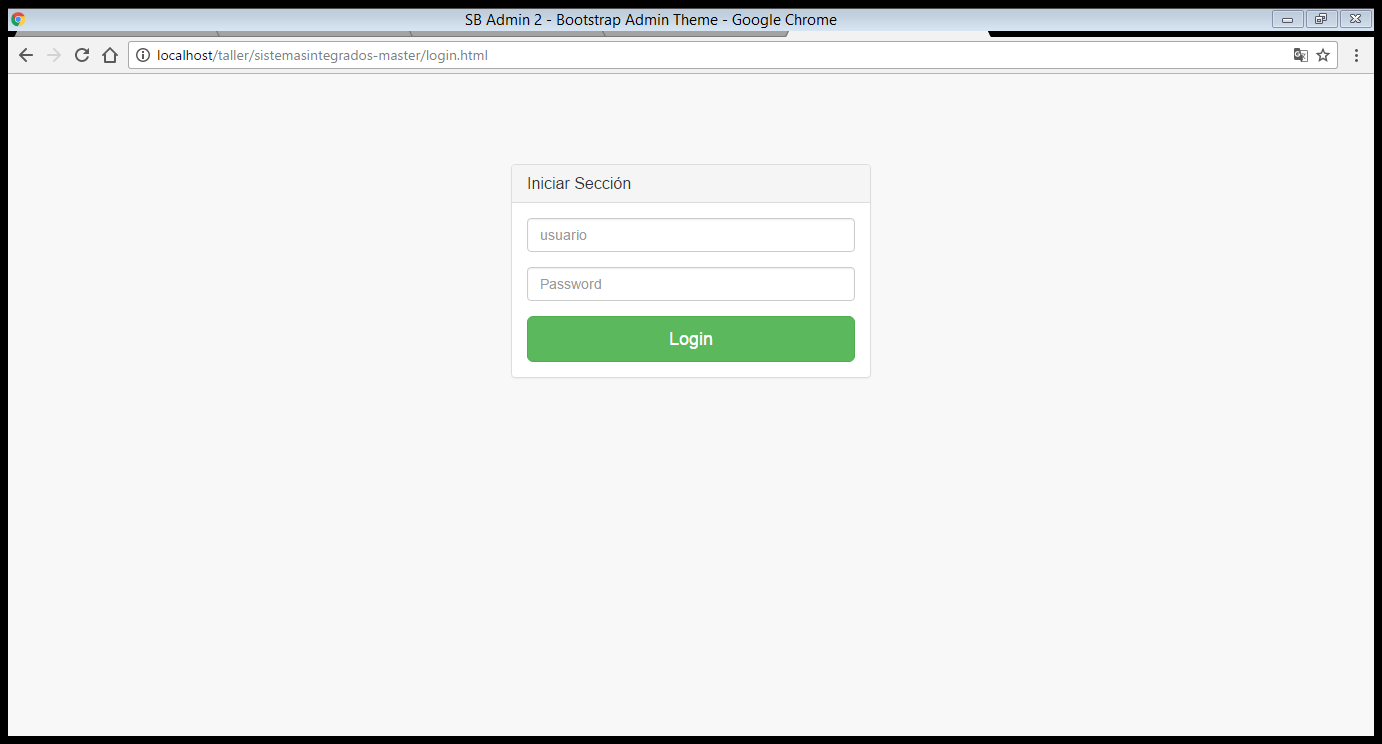 SB Admin 2 - Bootstrap Admin Theme - Google Chrome
localhost/taller/sistemasintegrados-master/login.html
Iniciar Sección
usuario
Password
Login